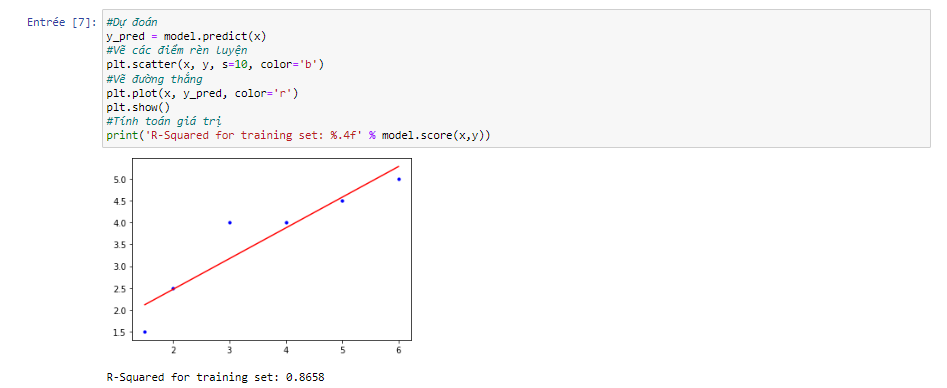 Entrée [7]: #Dự đoán
y_pred = model.predict(x)
#Vẽ các điểm rèn luyện
plt.scatter(x, y, s=10, color='b')
#Vẽ đường thẳng
plt.plot(x, y_pred, color='r')
plt.show()
#Tính toán giá trị
print('R-Squared for training set: %.4f' % model.score(x,y))
5.0
4.5
4.0
3.5
3.0
2.5
2.0
1.5
2 3 4 5 6
R-Squared for training set: 0.8658